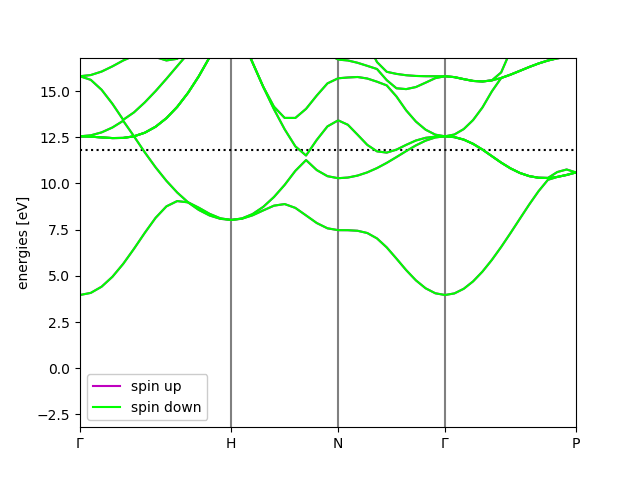 15.0
12.5
10.0
7.5
5.0
2.5
0.0
−2.5
energies [eV]
spin up
spin down
Γ H N Γ P